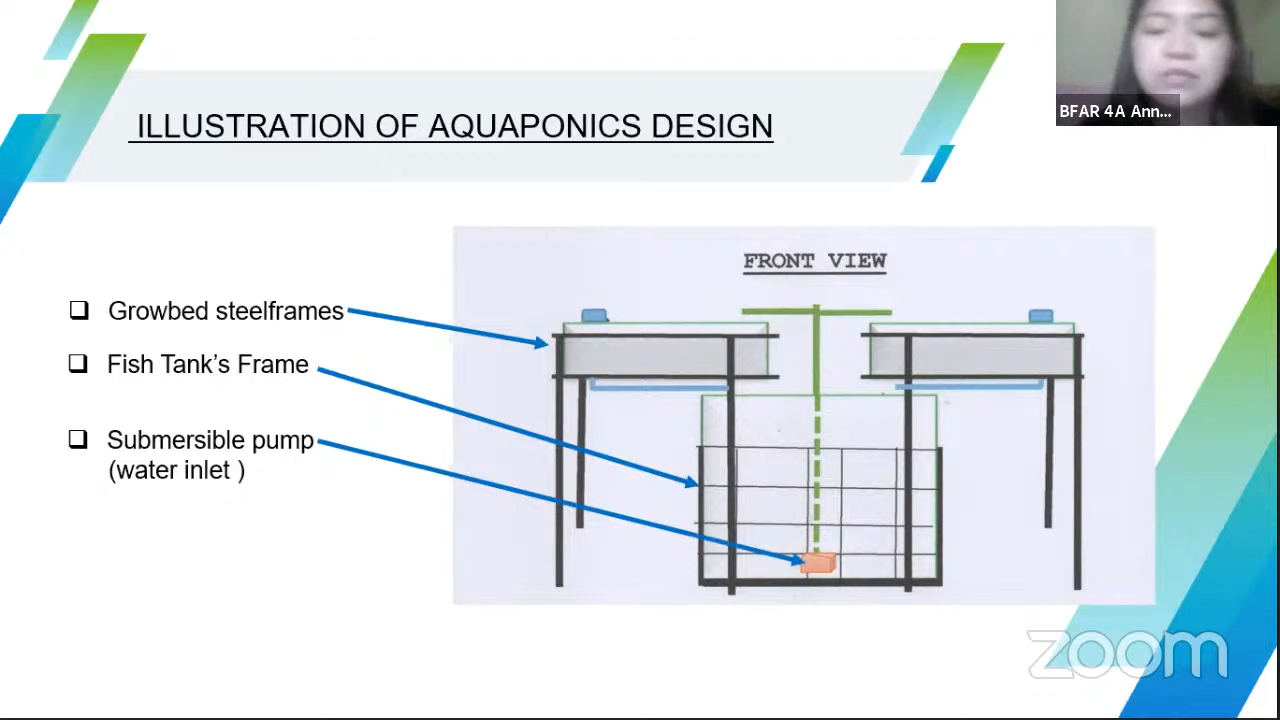 BFAR 4A Ann...
ILLUSTRATION OF AQUAPONICS DESIGN
FRONT VIEW
Growbed steelframes
Fish Tank's Frame
Submersible pump
(water inlet )
zoom